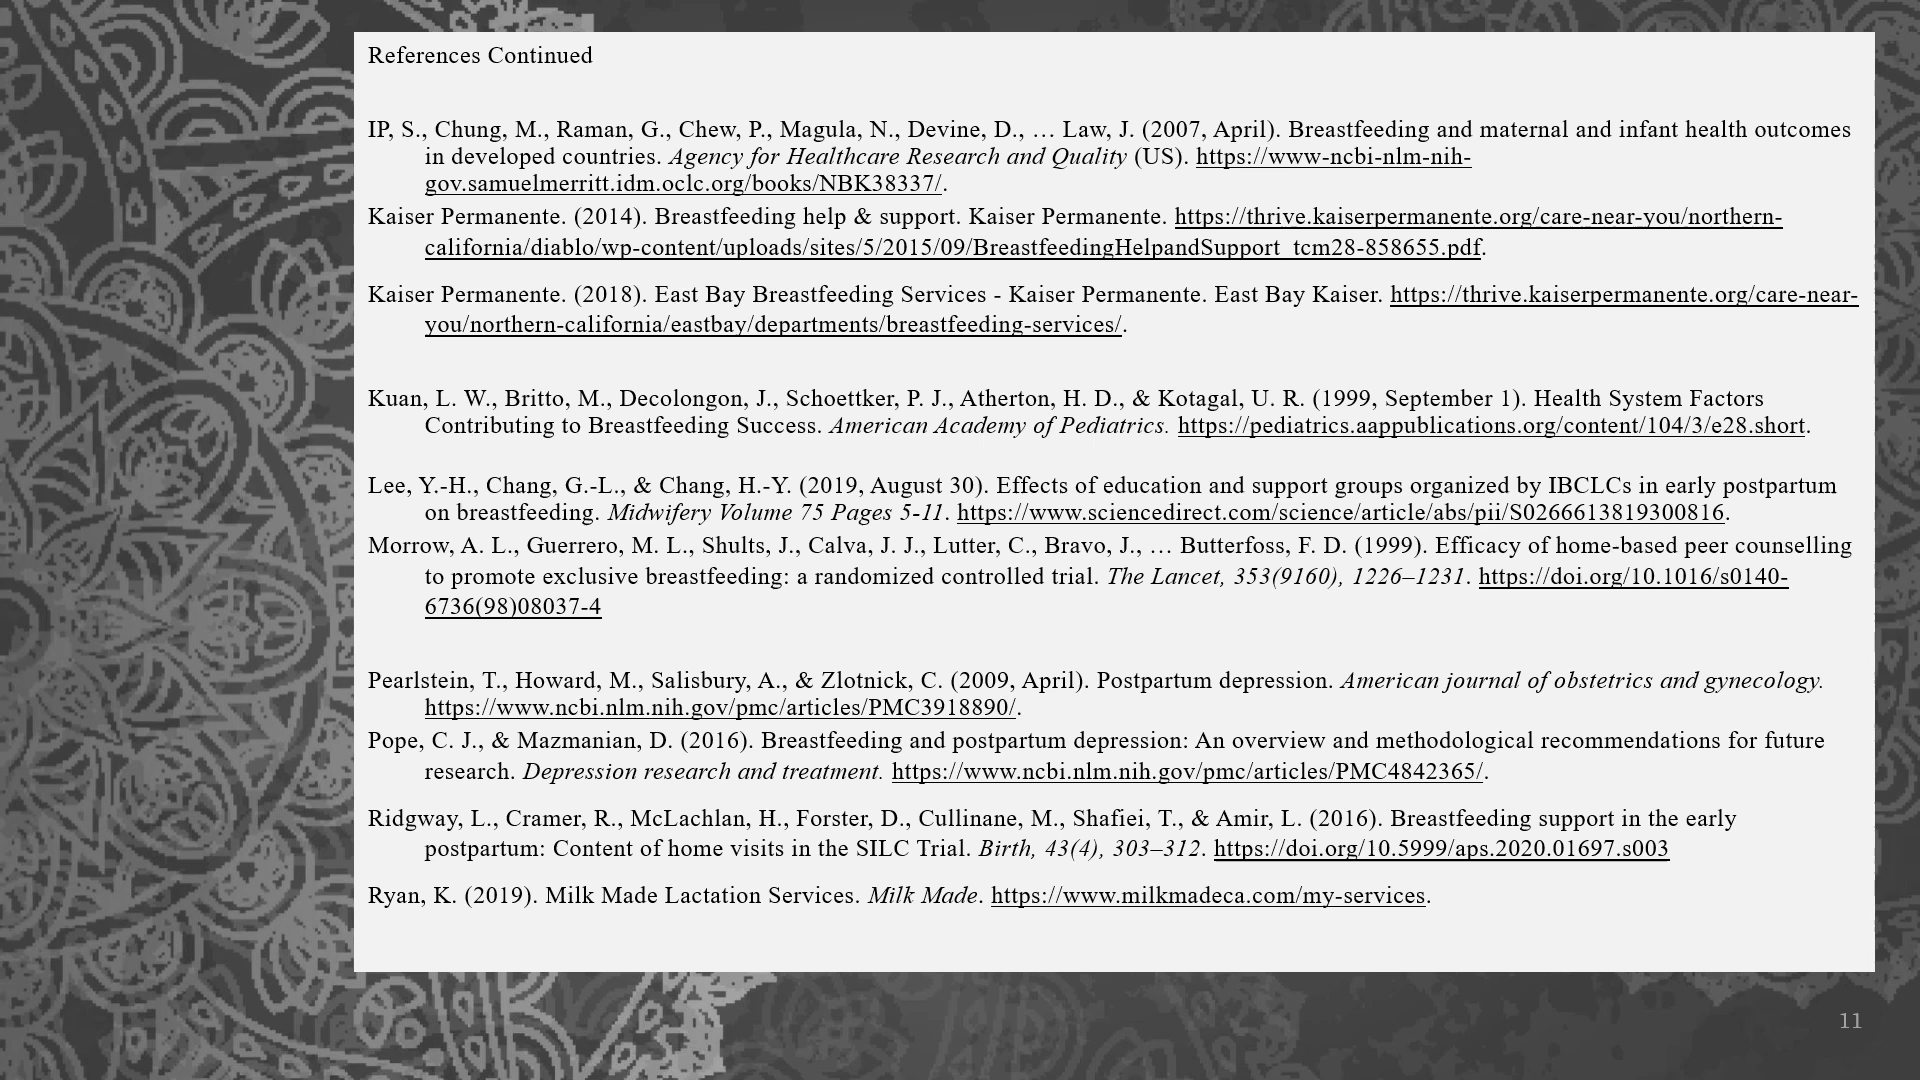 References Continued
IP, S., Chung, M., Raman, G., Chew, P., Magula, N., Devine, D., … Law, J. (2007, April). Breastfeeding and maternal and infant health outcomes
in developed countries. Agency for Healthcare Research and Quality (US). https://www-ncbi-nlm-nih-
gov.samuelmerritt.idm.oclc.org/books/NBK38337/.
Kaiser Permanente. (2014). Breastfeeding help & support. Kaiser Permanente. https://thrive.kaiserpermanente.org/care-near-you/northern-
california/diablo/wp-content/uploads/sites/5/2015/09/BreastfeedingHelpandSupport_tcm28-858655.pdf.
Kaiser Permanente. (2018). East Bay Breastfeeding Services - Kaiser Permanente. East Bay Kaiser. https://thrive.kaiserpermanente.org/care-near-
you/northern-california/eastbay/departments/breastfeeding-services/.
Kuan, L. W., Britto, M., Decolongon, J., Schoettker, P. J., Atherton, H. D., & Kotagal, U. R. (1999, September 1). Health System Factors
Contributing to Breastfeeding Success. American Academy of Pediatrics. https://pediatrics.aappublications.org/content/104/3/e28.short.
Lee, Y.-H., Chang, G.-L., & Chang, H.-Y. (2019, August 30). Effects of education and support groups organized by IBCLCs in early postpartum
on breastfeeding. Midwifery Volume 75 Pages 5-11. https://www.sciencedirect.com/science/article/abs/pii/S0266613819300816.
Morrow, A. L., Guerrero, M. L., Shults, J., Calva, J. J., Lutter, C., Bravo, J., … Butterfoss, F. D. (1999). Efficacy of home-based peer counselling
to promote exclusive breastfeeding: a randomized controlled trial. The Lancet, 353(9160), 1226–1231. https://doi.org/10.1016/s0140-
6736(98)08037-4
Pearlstein, T., Howard, M., Salisbury, A., & Zlotnick, C. (2009, April). Postpartum depression. American journal of obstetrics and gynecology.
https://www.ncbi.nlm.nih.gov/pmc/articles/PMC3918890/.
Pope, C. J., & Mazmanian, D. (2016). Breastfeeding and postpartum depression: An overview and methodological recommendations for future
research. Depression research and treatment. https://www.ncbi.nlm.nih.gov/pmc/articles/PMC4842365/.
Ridgway, L., Cramer, R., McLachlan, H., Forster, D., Cullinane, M., Shafiei, T., & Amir, L. (2016). Breastfeeding support in the early
postpartum: Content of home visits in the SILC Trial. Birth, 43(4), 303–312. https://doi.org/10.5999/aps.2020.01697.s003
Ryan, K. (2019). Milk Made Lactation Services. Milk Made. https://www.milkmadeca.com/my-services.
11